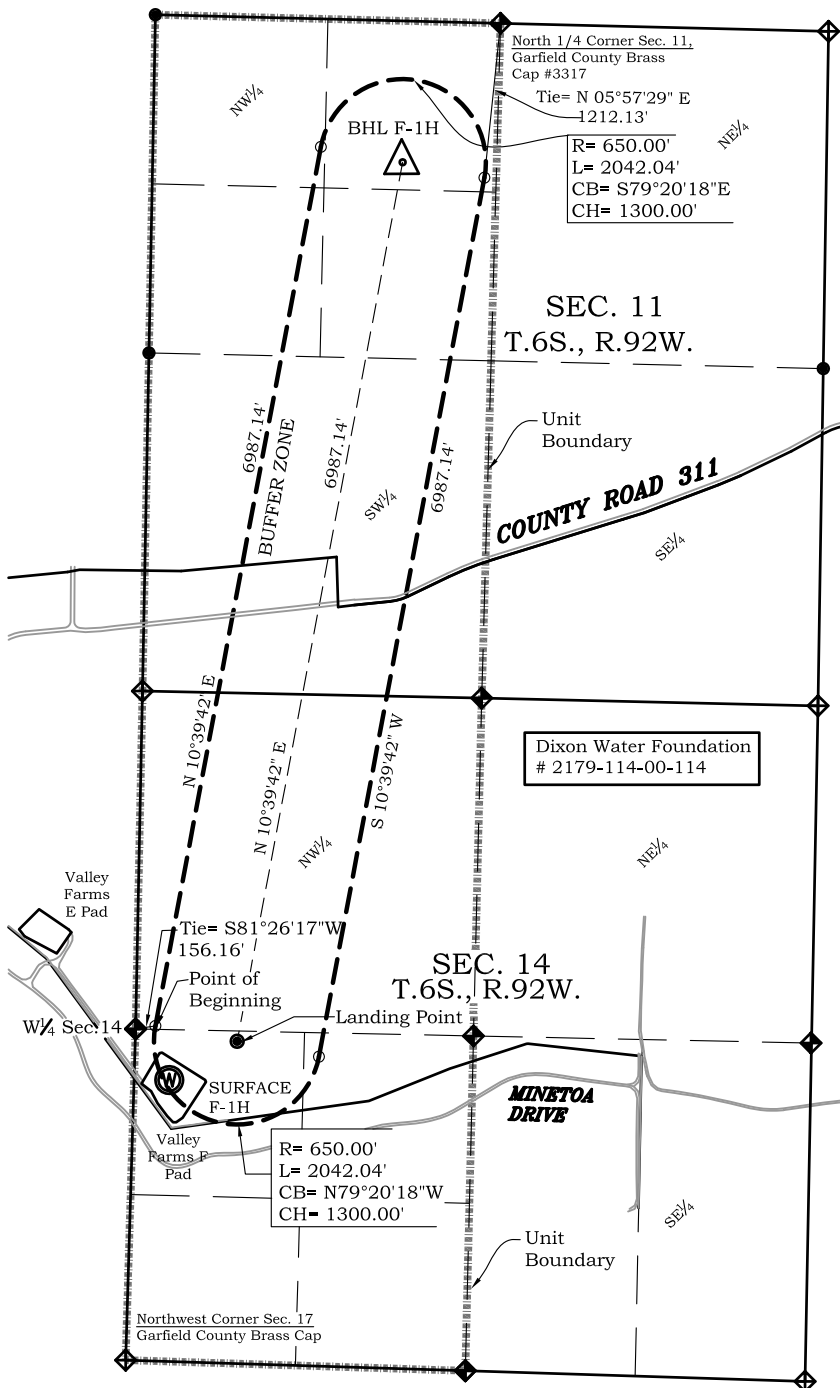 North 1/4 Corner Sec. 11,
Garfield County Brass
Cap #3317
Tie= N 05°57'29" E
1212.13'
NW¼
NE¼
BHL F-1H
R= 650.00'
L= 2042.04'
CB= S79°20'18"E
CH= 1300.00'
SEC. 11
T.6S., R.92W.
Unit
Boundary
6987.14'
BUFFER ZONE
6987.14'
6987.14'
SW¼
COUNTY ROAD 311
SE¼
N 10°39'42" E
N 10°39'42" E
S 10°39'42" W
Dixon Water Foundation
# 2179-114-00-114
NW¼
NE¼
Valley
Farms
E Pad
Tie= S81°26'17"W
156.16'
Point of
Beginning
SEC. 14
T.6S., R.92W.
W¼ Sec.14
Landing Point
W
SURFACE
F-1H
MINETOA
DRIVE
Valley
Farms F
Pad
R= 650.00'
L= 2042.04'
CB= N79°20'18"W
CH= 1300.00'
SE¼
Unit
Boundary
Northwest Corner Sec. 17
Garfield County Brass Cap